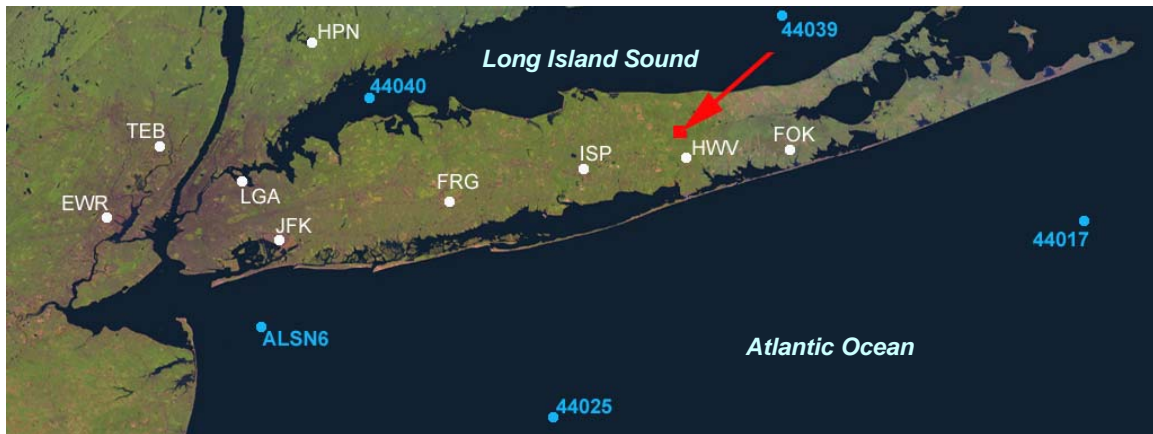 HPN
44039
Long Island Sound
44040
TEB
FOK
HWV
ISP
FRG
LGA
EWR
JFK
44017
ALSN6
Atlantic Ocean
44025